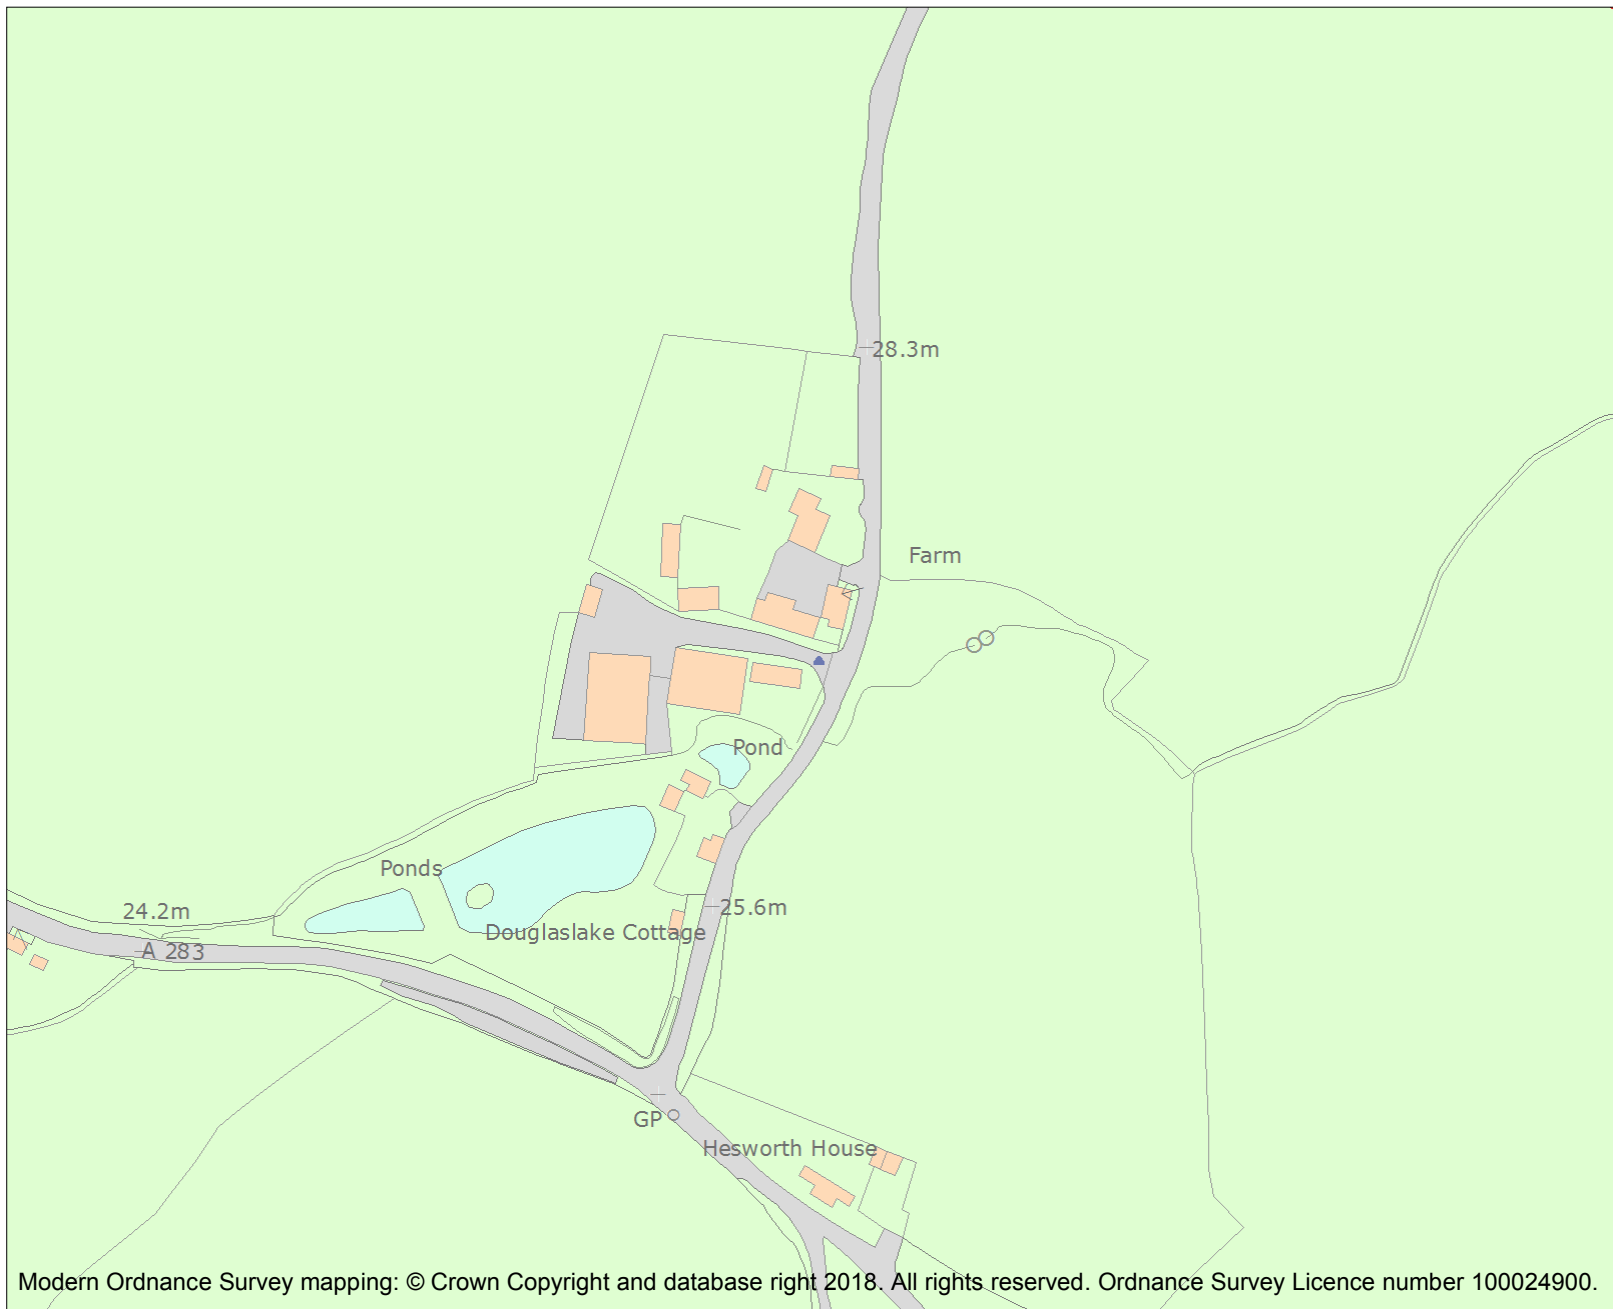 28.3m
Farm
Pond
Ponds
24.2m
25.6m
Douglaslake Cottage
A 283
GP
Hesworth House
Modern Ordnance Survey mapping: © Crown Copyright and database right 2018. All rights reserved. Ordnance Survey Licence number 100024900.